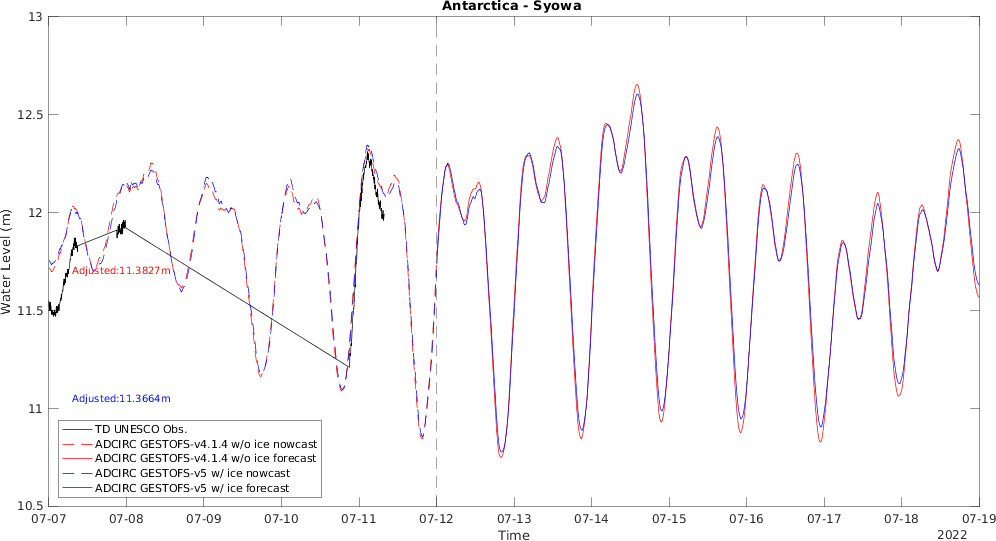 Antarctica - Syowa
13
12.5
12
11.5
11
10.5
Water Level (m)
Adjusted:11.3827m
Adjusted:11.3664m
TD UNESCO Obs.
ADCIRC GESTOFS-v4.1.4 w/o ice nowcast
ADCIRC GESTOFS-v4.1.4 w/o ice forecast
ADCIRC GESTOFS-v5 w/ ice nowcast
ADCIRC GESTOFS-v5 w/ ice forecast
07-07 07-08 07-09 07-10 07-11 07-12 07-13 07-14 07-15 07-16 07-17 07-18 07-19
Time
2022